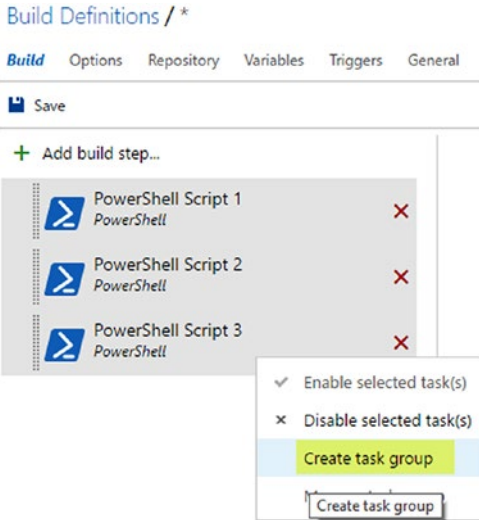 Build Definitions / *
Build Options Repository Variables Triggers General
Save
+ Add build step...
PowerShell Script 1
PowerShell
PowerShell Script 2
PowerShell
PowerShell Script 3
PowerShell
Enable selected task(s)
Disable selected task(s)
Create task group
Create task group